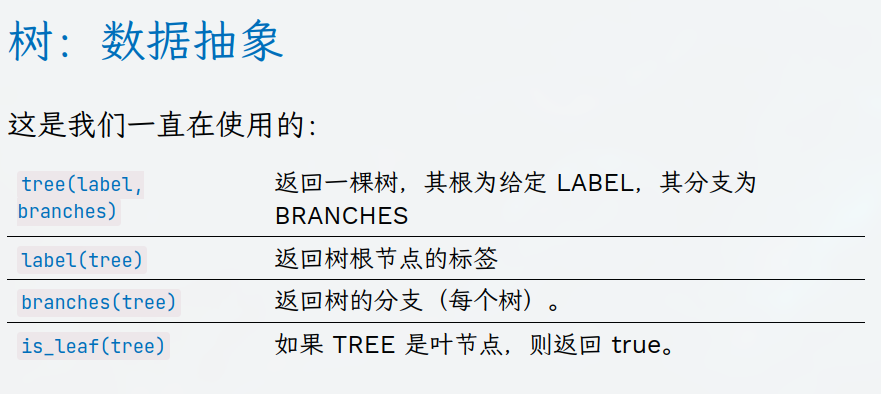 树：数据抽象
这是我们一直在使用的：
tree(label,
branches)
返回一棵树，其根为给定 LABEL，其分支为
BRANCHES
label(tree)
返回树根节点的标签
branches(tree)
返回树的分支（每个树）。
is_leaf(tree)
如果 TREE 是叶节点，则返回 true。